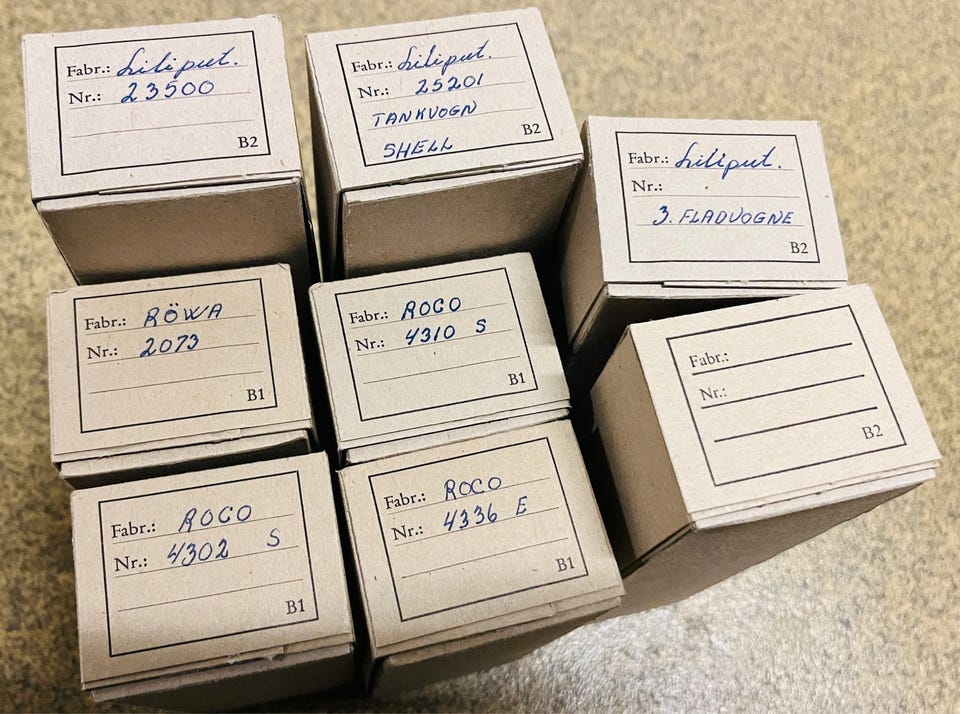 Fabr.: Liliput.
Nr.: 23500
B2
Fabr.: Liliput.
Nr.: 25201
TANKVOGN
SHELL
B2
Fabr.: Liliput.
Nr.:
3. FLADVOGNE
B2
Fabr.: RÖWA
Nr.: 2073
B1
Fabr.: ROCO
Nr.: 4310 S
B1
Fabr.:
Nr.:
B2
Fabr.: ROCO
Nr.: 4302 S
B1
Fabr.: ROCO
Nr.: 4336 E
B1